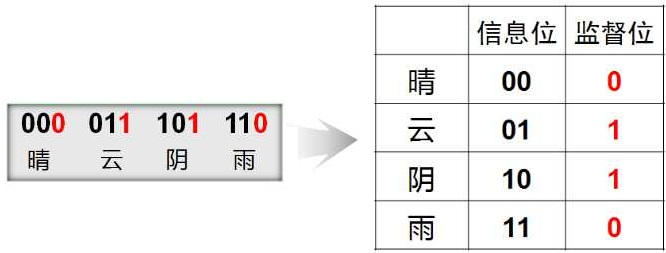 000 011 101 110
晴 云 阴 雨
信息位 监督位
晴 00 0
云 01 1
阴 10 1
雨 11 0